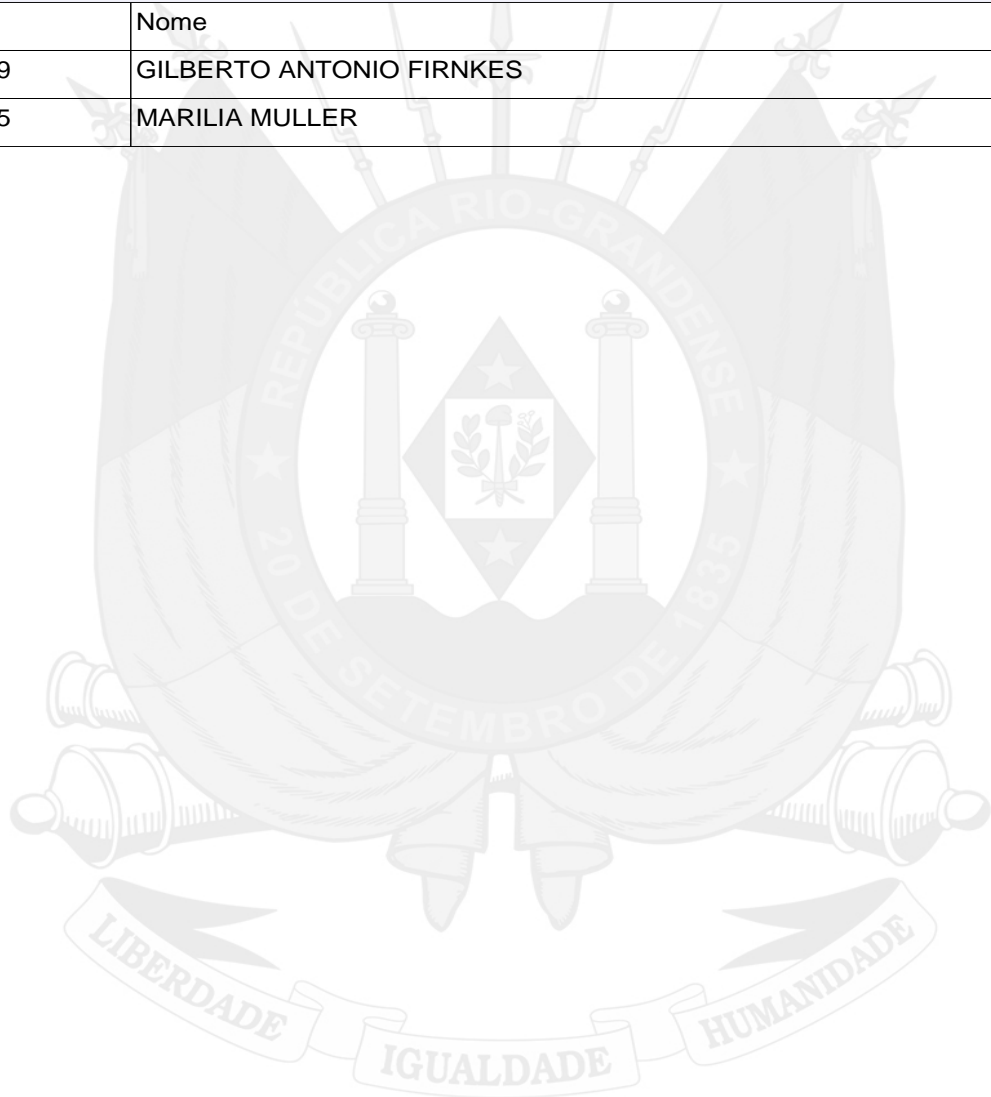 Nome
9 GILBERTO ANTONIO FIRNKES
5 MARILIA MULLER
REPÚBLICA RIO-GRANDENSE
★ 20 DE SETEMBRO DE 1835 ★
LIBERDADE
IGUALDADE
HUMANIDADE